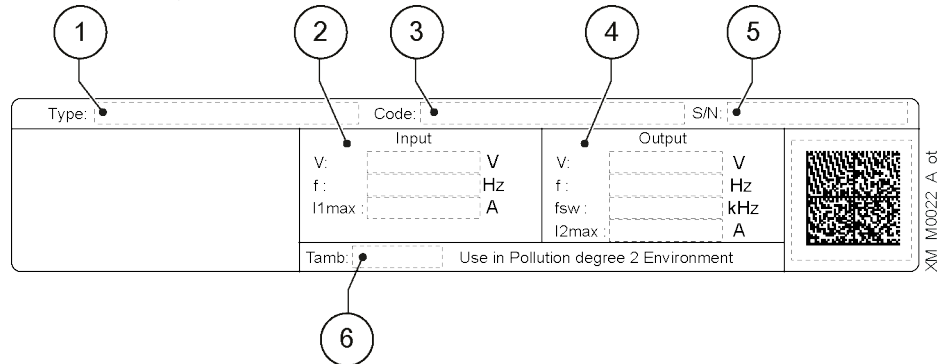 1 2 3 4 5
Type: Code: S/N:
Input Output
V: V V: V
f : Hz f : Hz
I1max : A fsw : kHz
I2max : A
Tamb: Use in Pollution degree 2 Environment
6
XM M0022 A ot